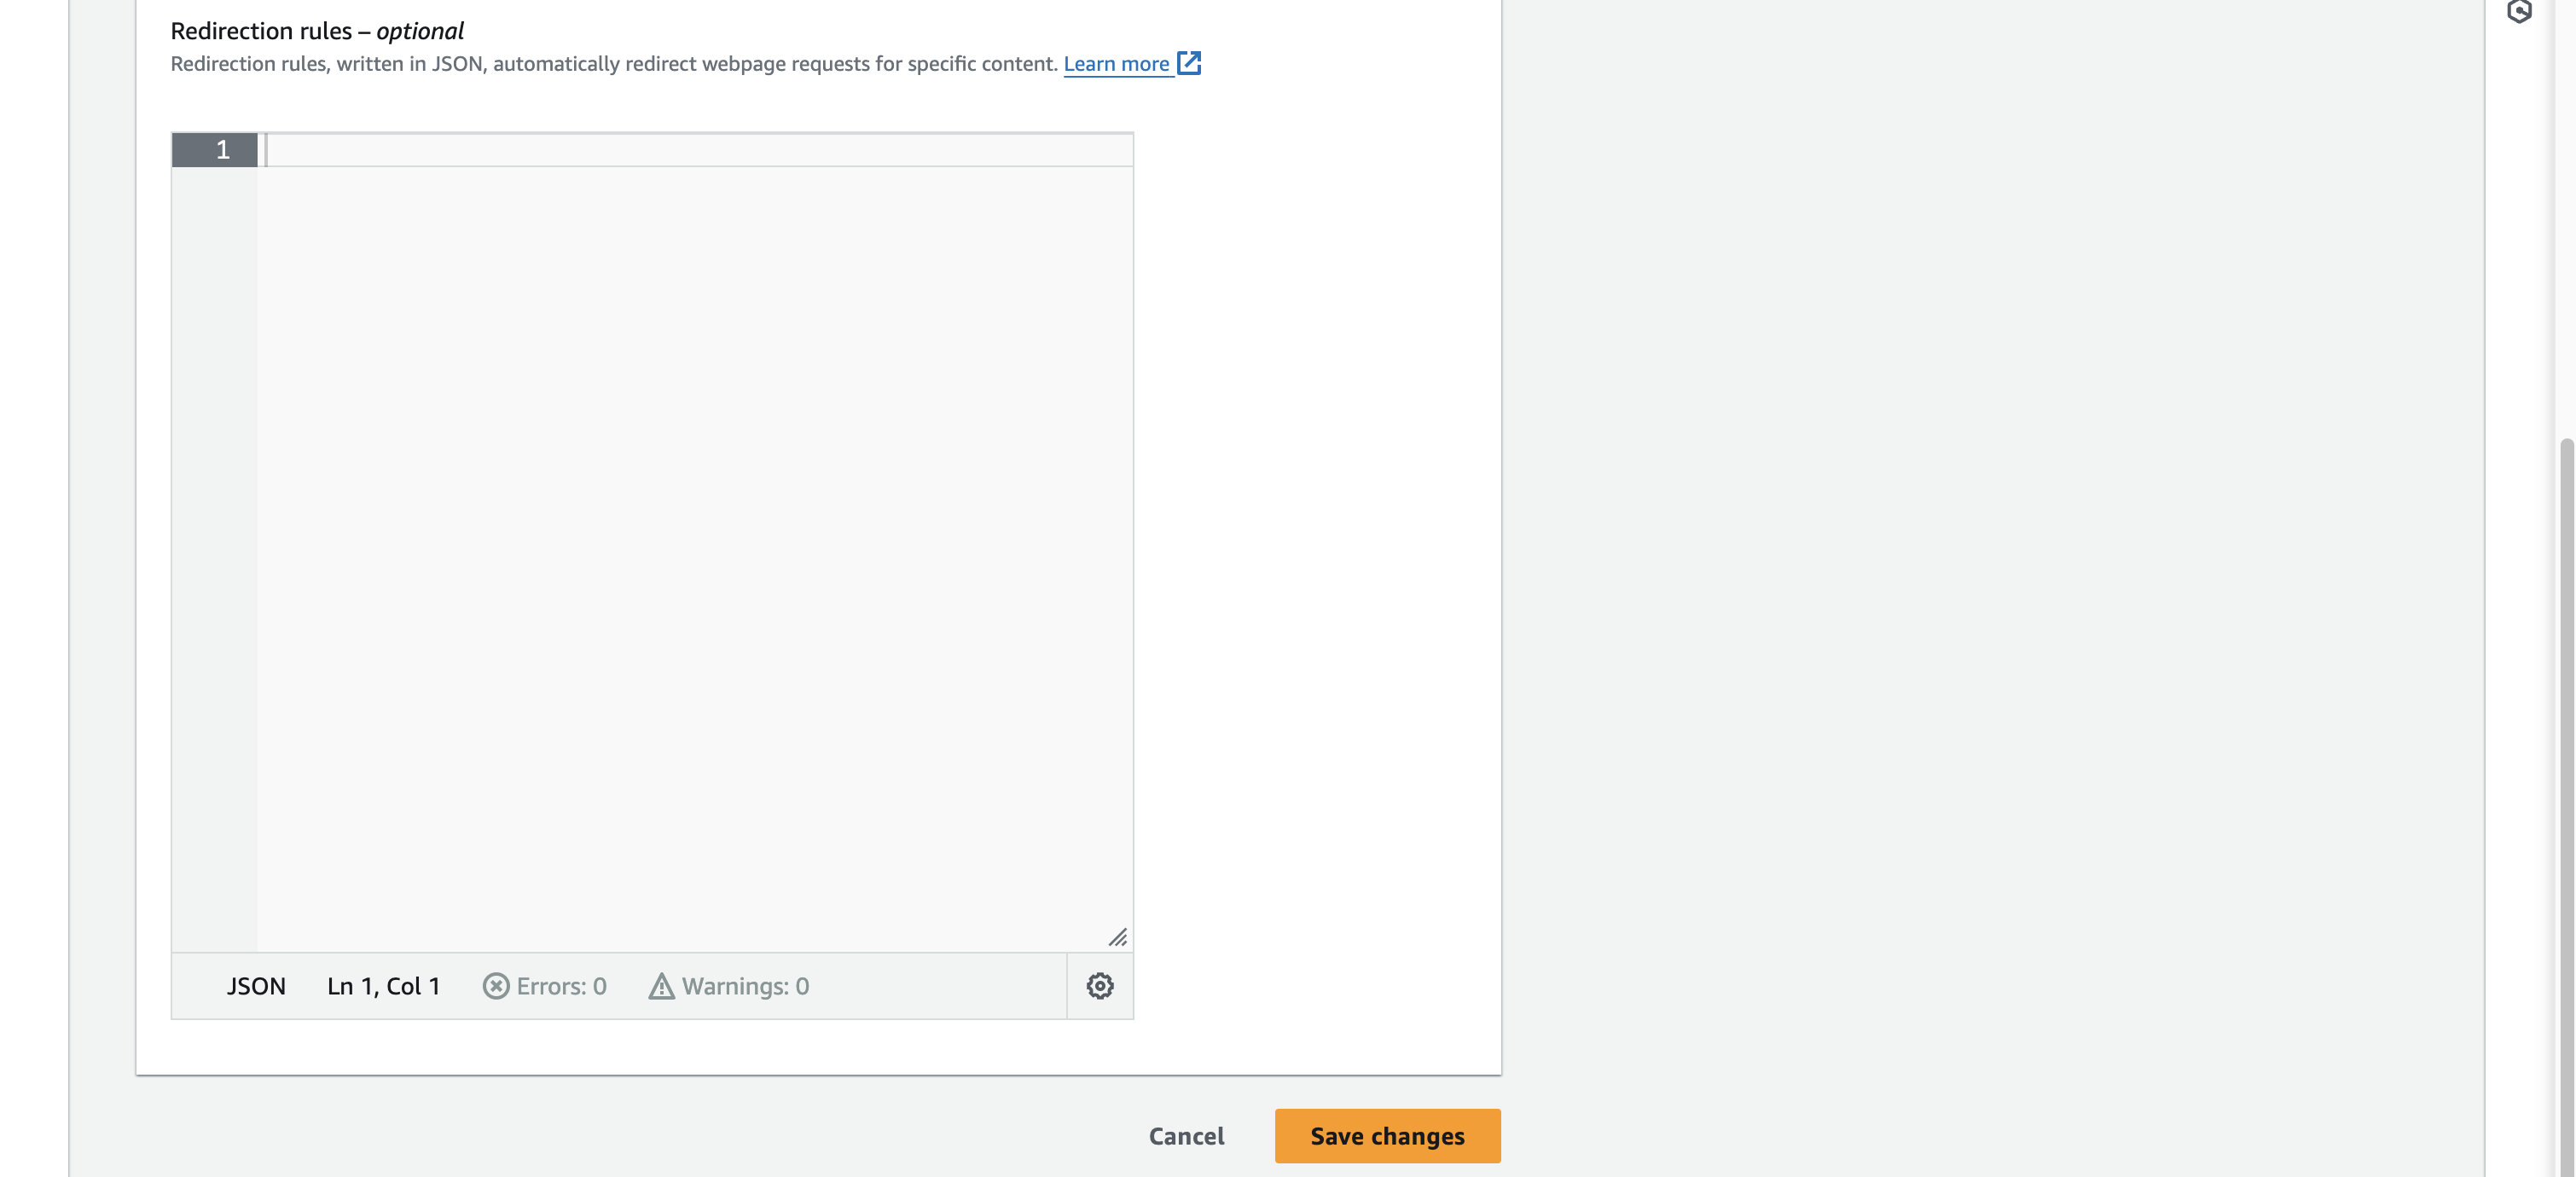 Redirection rules – optional
Redirection rules, written in JSON, automatically redirect webpage requests for specific content. Learn more
1
JSON Ln 1, Col 1 Errors: 0 Warnings: 0
Cancel Save changes